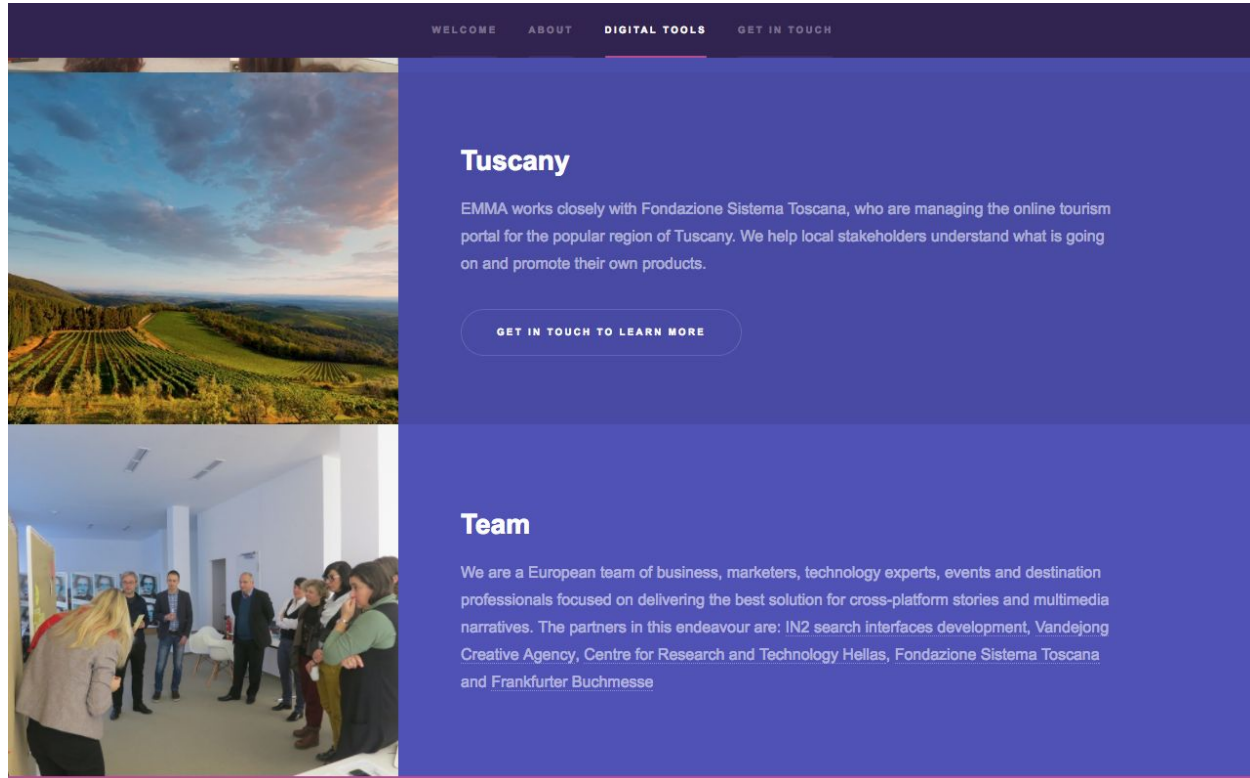 WELCOME ABOUT DIGITAL TOOLS GET IN TOUCH
Tuscany
EMMA works closely with Fondazione Sistema Toscana, who are managing the online tourism
portal for the popular region of Tuscany. We help local stakeholders understand what is going
on and promote their own products.
GET IN TOUCH TO LEARN MORE
Team
We are a European team of business, marketers, technology experts, events and destination
professionals focused on delivering the best solution for cross-platform stories and multimedia
narratives. The partners in this endeavour are: IN2 search interfaces development, Vandejong
Creative Agency, Centre for Research and Technology Hellas, Fondazione Sistema Toscana
and Frankfurter Buchmesse